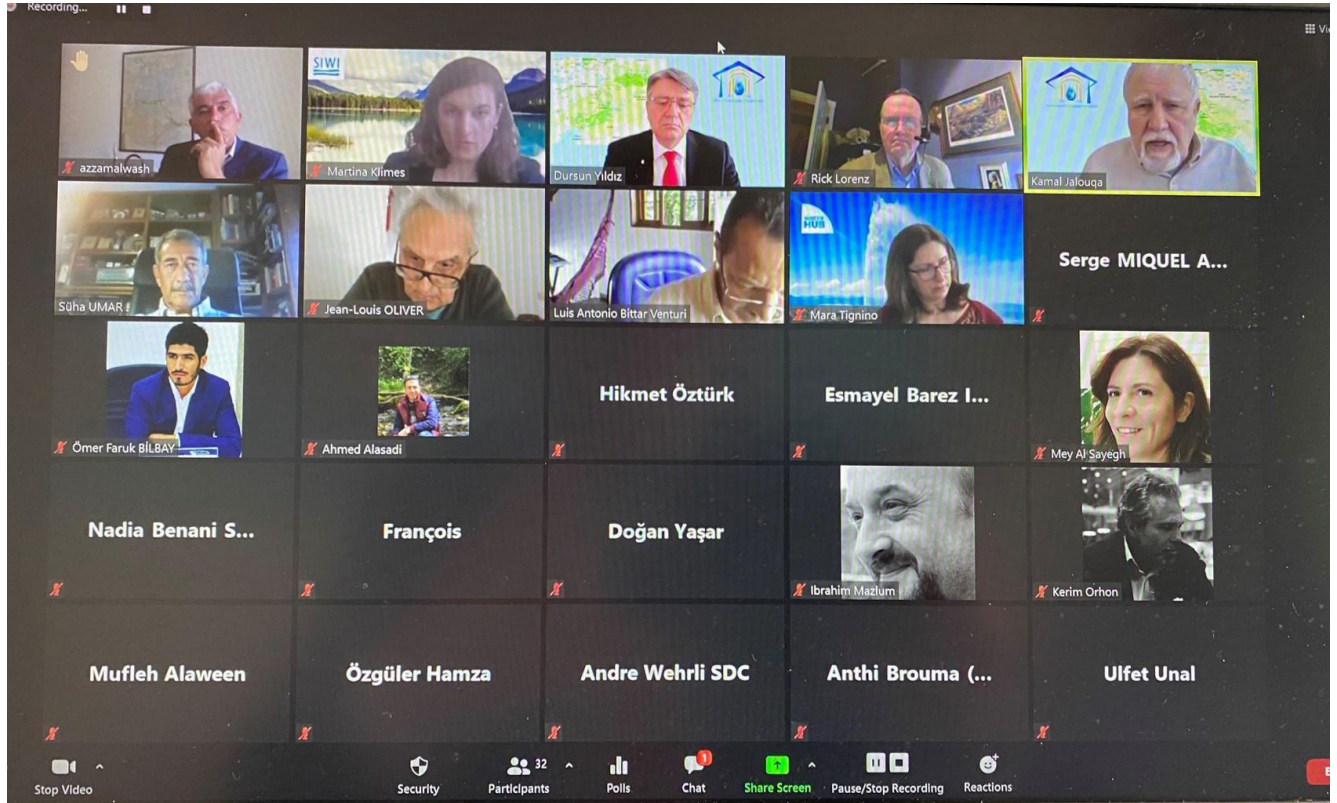 Recording...
Vi
SIWI
azzamalwash
Martina Klimes
Dursun Yıldız
Rick Lorenz
Kamal Jalouqa
WATER
HUB
Serge MIQUEL A...
Süha UMAR
Jean-Louis OLIVER
Luis Antonio Bittar Venturi
Mara Tignino
Hikmet Öztürk
Esmayel Barez I...
Ömer Faruk BİLBAY
Ahmed Alasadi
Mey Al Sayegh
Nadia Benani S...
François
Doğan Yaşar
Ibrahim Mazlum
Kerim Orhon
Mufleh Alaween
Özgüler Hamza
Andre Wehrli SDC
Anthi Brouma (...
Ulfet Unal
Stop Video
Security
Participants 32
Polls
Chat 1
Share Screen
Pause/Stop Recording
Reactions
E